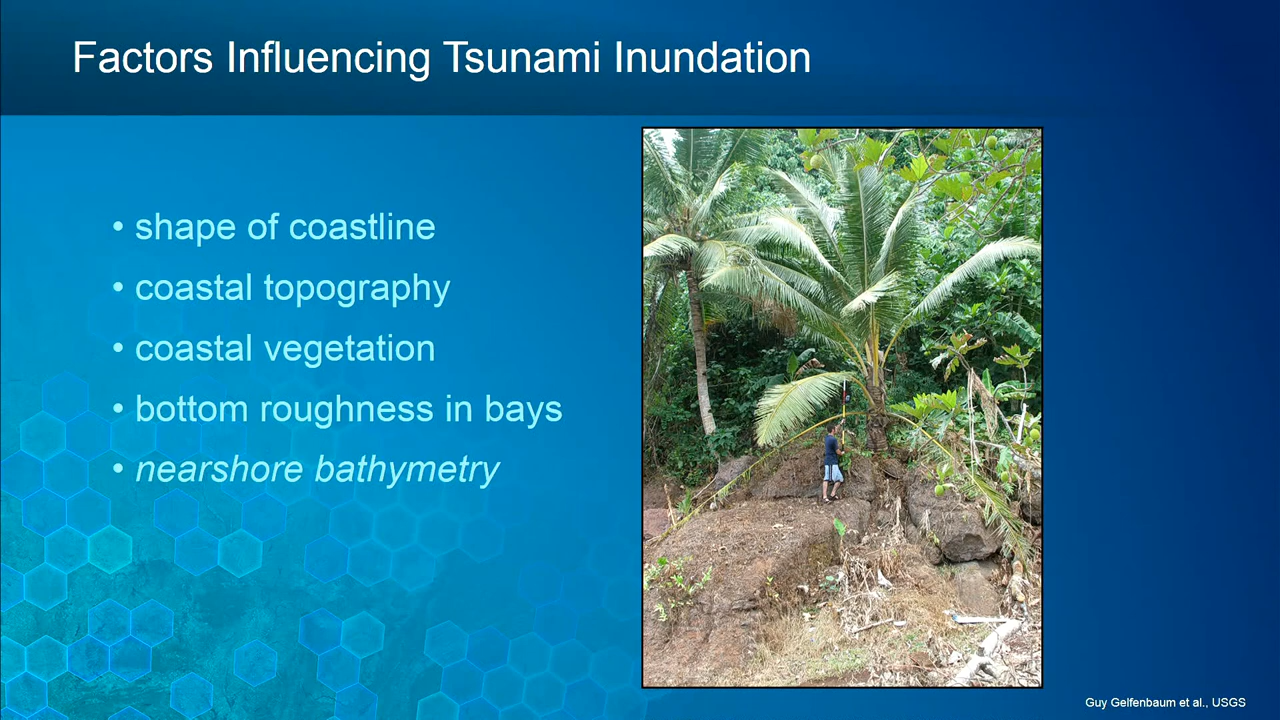 Factors Influencing Tsunami Inundation
• shape of coastline
• coastal topography
• coastal vegetation
• bottom roughness in bays
• nearshore bathymetry
Guy Gelfenbaum et al., USGS